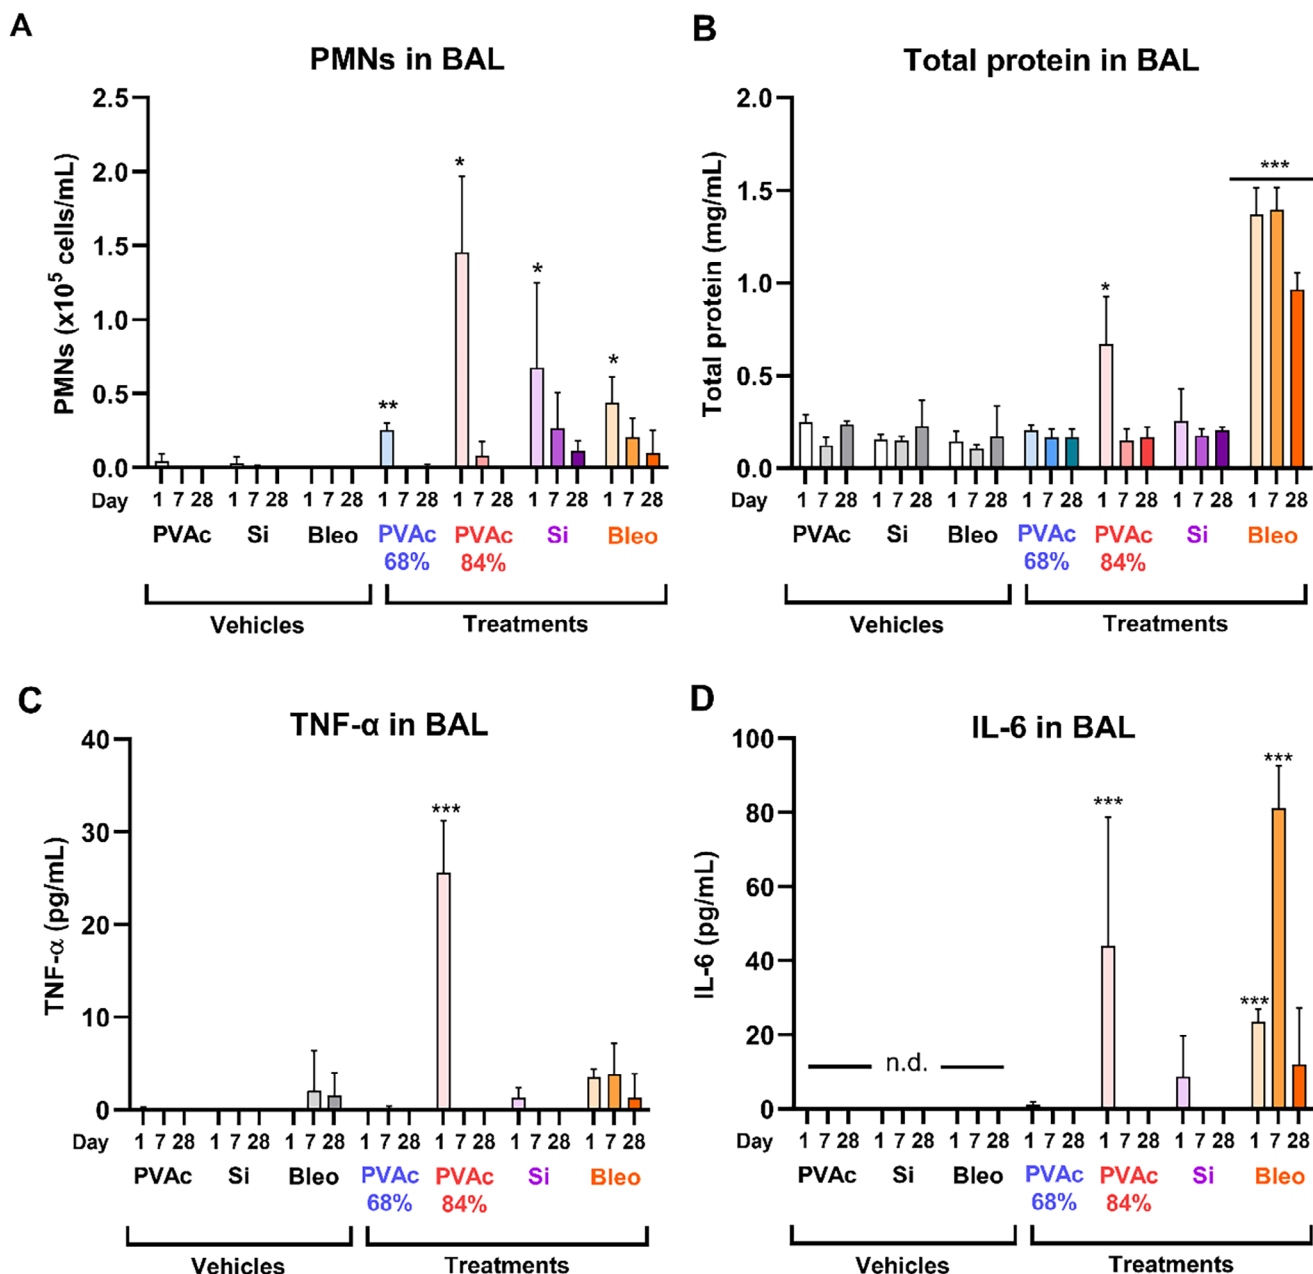 A
PMNs in BAL
PMNs (x10⁵ cells/mL)
2.5
2.0
1.5
1.0
0.5
0.0
**
*
*
*
Day 1 7 28 1 7 28 1 7 28 1 7 28 1 7 28 1 7 28 1 7 28
PVAc Si Bleo PVAc 68% PVAc 84% Si Bleo
Vehicles Treatments
B
Total protein in BAL
Total protein (mg/mL)
2.0
1.5
1.0
0.5
0.0
*
***
Day 1 7 28 1 7 28 1 7 28 1 7 28 1 7 28 1 7 28 1 7 28
PVAc Si Bleo PVAc 68% PVAc 84% Si Bleo
Vehicles Treatments
C
TNF-α in BAL
TNF-α (pg/mL)
40
30
20
10
0
***
Day 1 7 28 1 7 28 1 7 28 1 7 28 1 7 28 1 7 28 1 7 28
PVAc Si Bleo PVAc 68% PVAc 84% Si Bleo
Vehicles Treatments
D
IL-6 in BAL
IL-6 (pg/mL)
100
80
60
40
20
0
n.d.
***
***
***
Day 1 7 28 1 7 28 1 7 28 1 7 28 1 7 28 1 7 28 1 7 28
PVAc Si Bleo PVAc 68% PVAc 84% Si Bleo
Vehicles Treatments